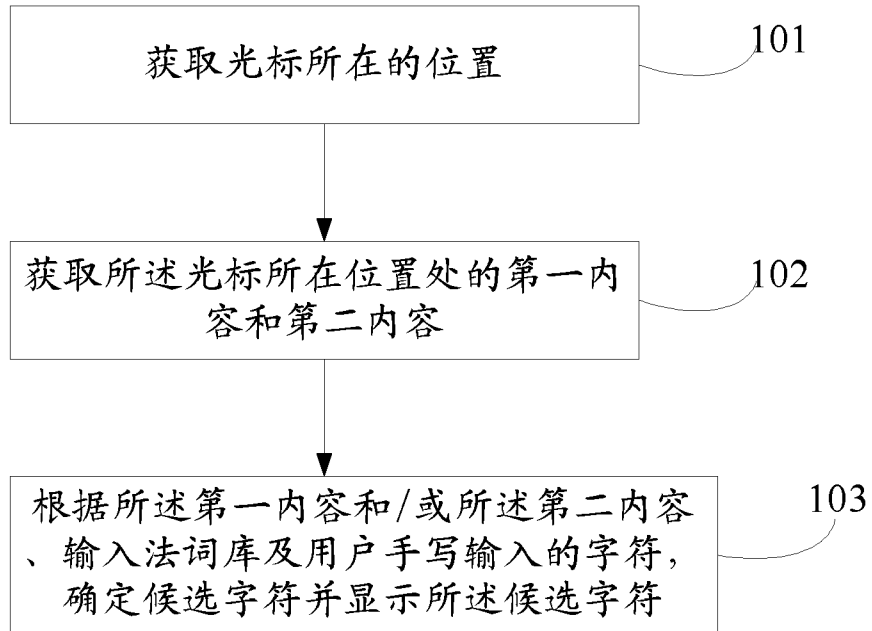 获取光标所在的位置
101
获取所述光标所在位置处的第一内
容和第二内容
102
根据所述第一内容和/或所述第二内容
、输入法词库及用户手写输入的字符，
确定候选字符并显示所述候选字符
103